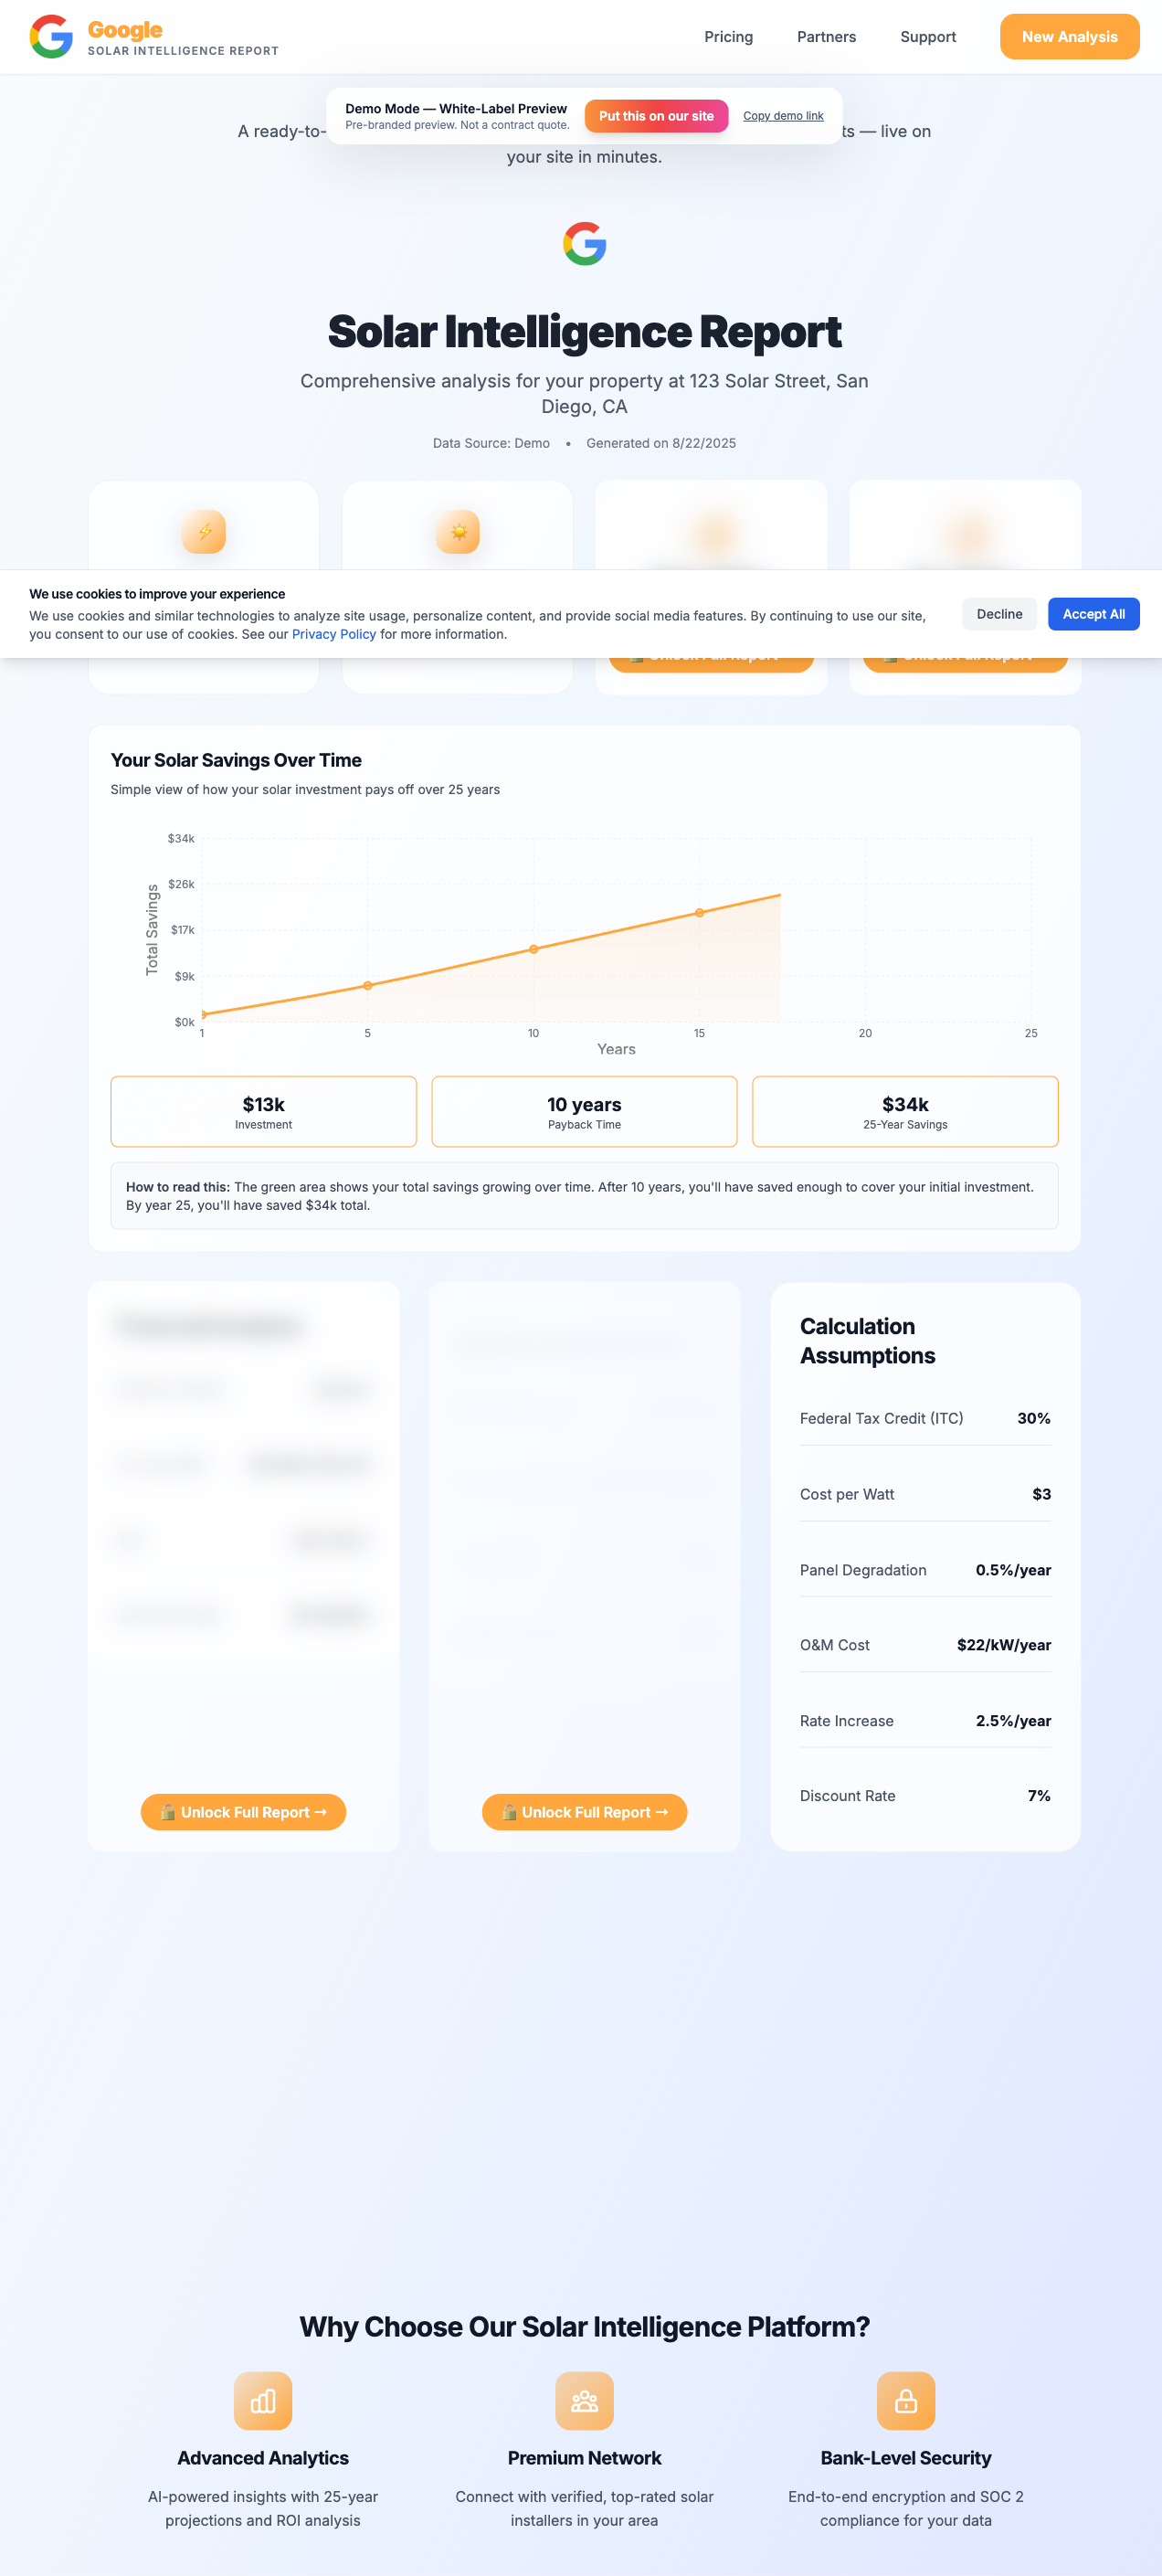 Google
SOLAR INTELLIGENCE REPORT
Pricing
Partners
Support
New Analysis
Demo Mode — White-Label Preview
Pre-branded preview. Not a contract quote.
Put this on our site
Copy demo link
A ready-to-
ts — live on
your site in minutes.
Solar Intelligence Report
Comprehensive analysis for your property at 123 Solar Street, San
Diego, CA
Data Source: Demo • Generated on 8/22/2025
We use cookies to improve your experience
We use cookies and similar technologies to analyze site usage, personalize content, and provide social media features. By continuing to use our site,
you consent to our use of cookies. See our Privacy Policy for more information.
Decline
Accept All
Your Solar Savings Over Time
Simple view of how your solar investment pays off over 25 years
$34k
$26k
$17k
$9k
$0k
Total Savings
1
5
10
15
20
25
Years
$13k
Investment
10 years
Payback Time
$34k
25-Year Savings
How to read this: The green area shows your total savings growing over time. After 10 years, you'll have saved enough to cover your initial investment.
By year 25, you'll have saved $34k total.
Unlock Full Report →
Unlock Full Report →
Calculation
Assumptions
Federal Tax Credit (ITC) 30%
Cost per Watt $3
Panel Degradation 0.5%/year
O&M Cost $22/kW/year
Rate Increase 2.5%/year
Discount Rate 7%
Why Choose Our Solar Intelligence Platform?
Advanced Analytics
AI-powered insights with 25-year
projections and ROI analysis
Premium Network
Connect with verified, top-rated solar
installers in your area
Bank-Level Security
End-to-end encryption and SOC 2
compliance for your data